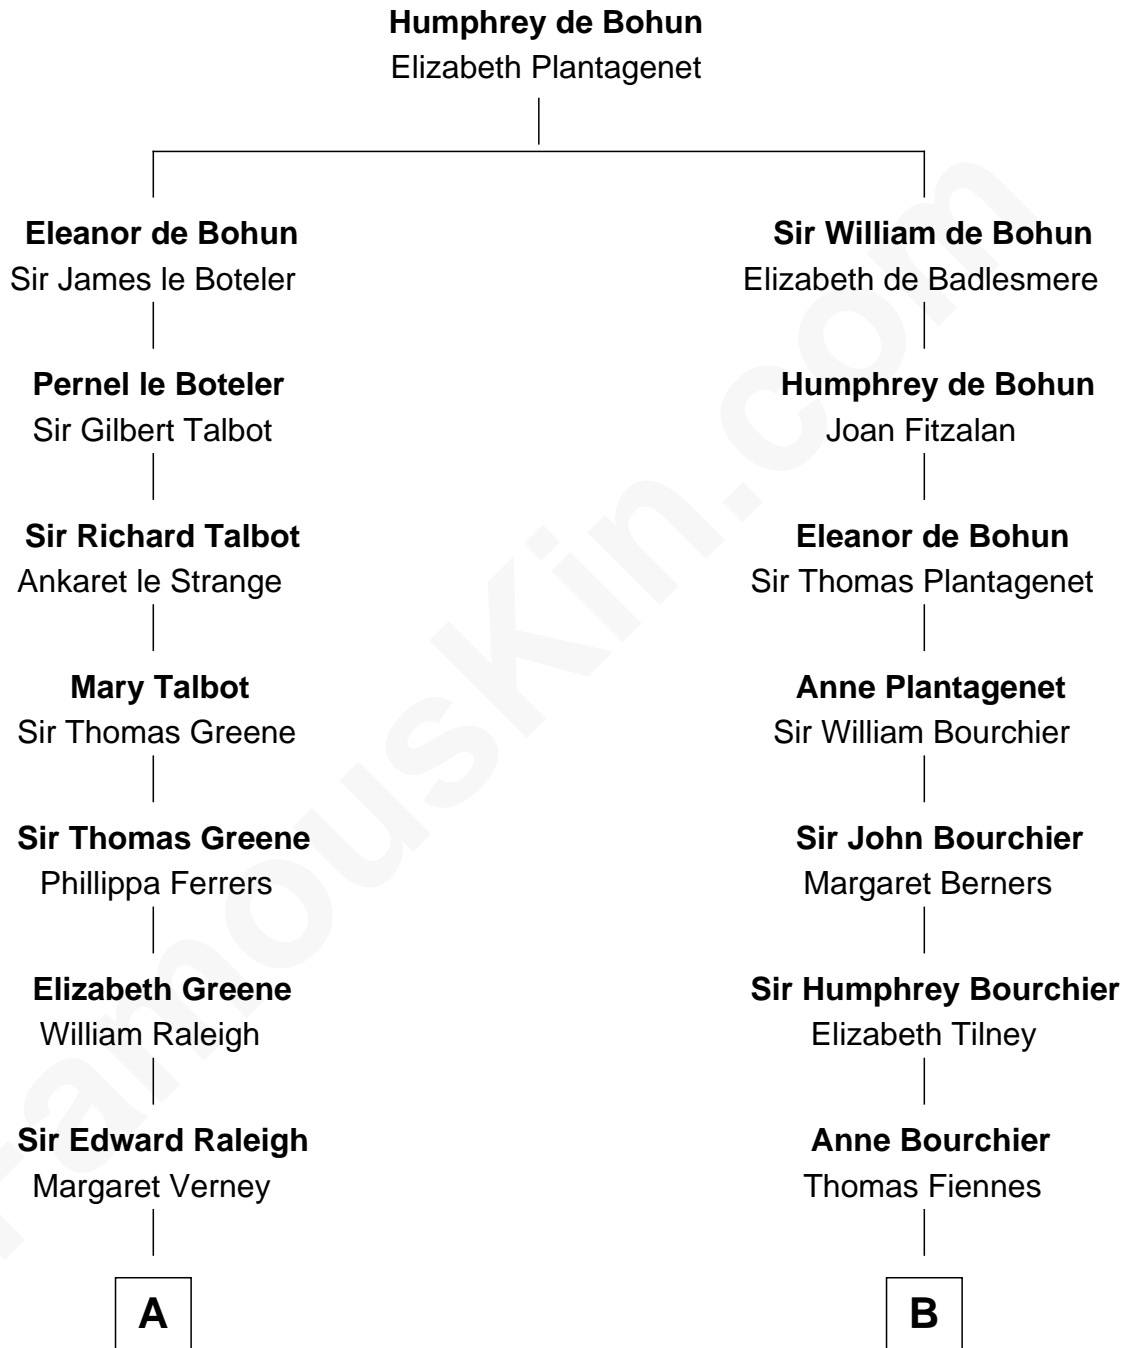 Humphrey de Bohun
Elizabeth Plantagenet
Eleanor de Bohun
Sir James le Boteler
Sir William de Bohun
Elizabeth de Badlesmere
Pernel le Boteler
Sir Gilbert Talbot
Humphrey de Bohun
Joan Fitzalan
Sir Richard Talbot
Ankaret le Strange
Eleanor de Bohun
Sir Thomas Plantagenet
Mary Talbot
Sir Thomas Greene
Anne Plantagenet
Sir William Bourchier
Sir Thomas Greene
Phillippa Ferrers
Sir John Bourchier
Margaret Berners
Elizabeth Greene
William Raleigh
Sir Humphrey Bourchier
Elizabeth Tilney
Sir Edward Raleigh
Margaret Verney
Anne Bourchier
Thomas Fiennes
A
B
FamousKin.com